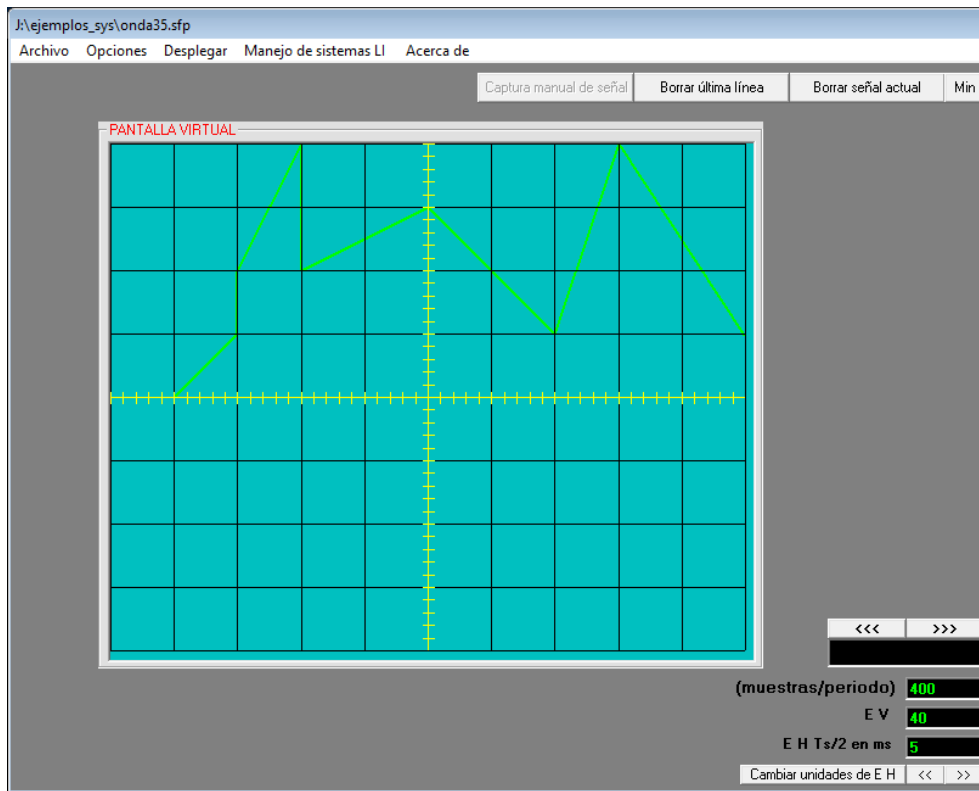 J:\ejemplos_sys\onda35.sfp
Archivo Opciones Desplegar Manejo de sistemas LI Acerca de
Captura manual de señal Borrar última línea Borrar señal actual Min
PANTALLA VIRTUAL
<<< >>>
(muestras/periodo) 400
E V 40
E H Ts/2 en ms 5
Cambiar unidades de E H << >>